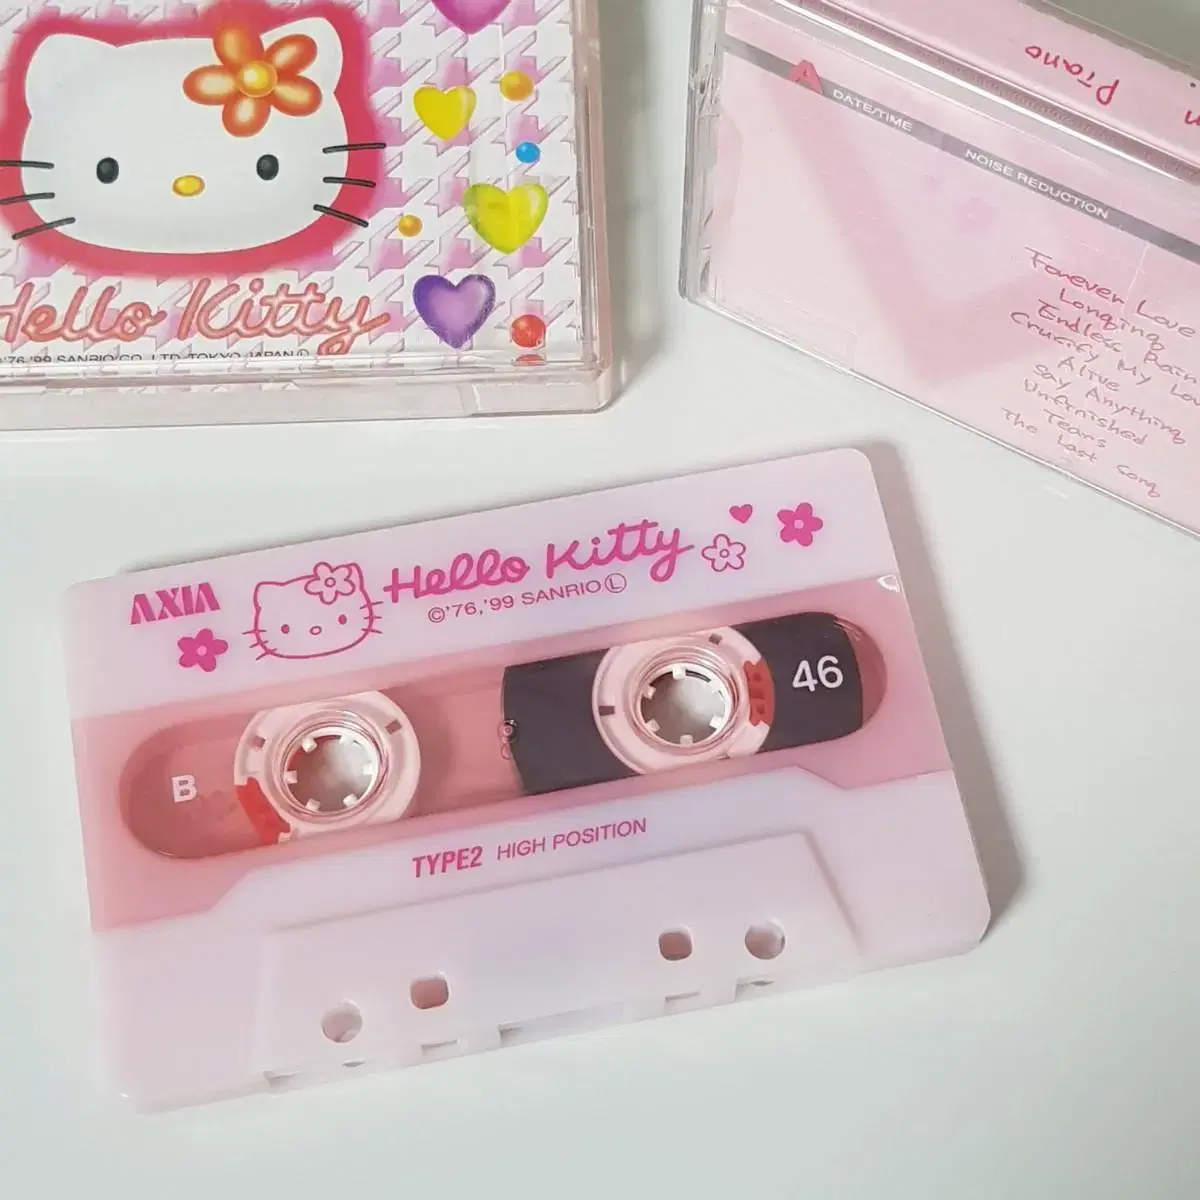 Hello Kitty
©'76,'99 SANRIO CO., LTD. TOKYO, JAPAN Ⓛ
Piano
A DATE/TIME NOISE REDUCTION
Forever Love
Longing
Endless Rain
Crucify My Lov
Alive
Say Anything
Unfinished
Tears
The Last Song
AXIA Hello Kitty
©'76,'99 SANRIO Ⓛ
46
B
TYPE2 HIGH POSITION